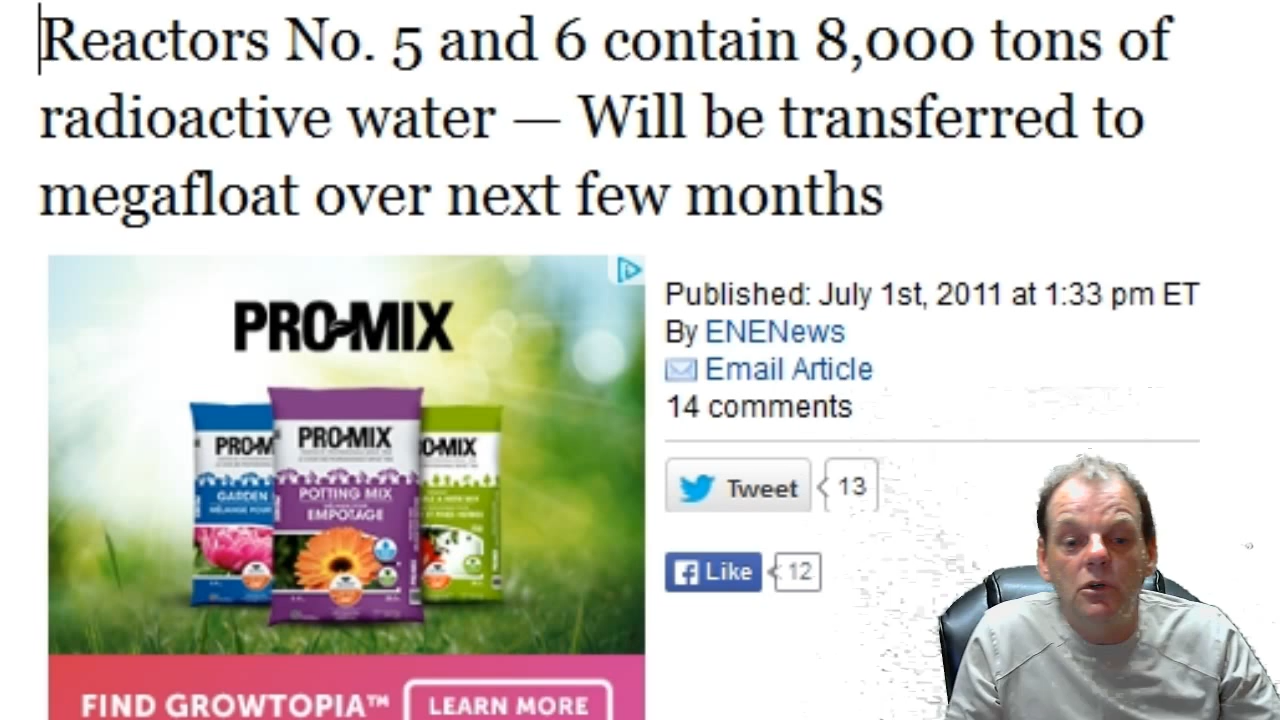 Reactors No. 5 and 6 contain 8,000 tons of
radioactive water — Will be transferred to
megafloat over next few months
PRO-MIX
PRO-MIX
POTTING MIX
EMPOTAGE
GARDEN
FIND GROWTOPIA™
LEARN MORE
Published: July 1st, 2011 at 1:33 pm ET
By ENENews
Email Article
14 comments
Tweet 13
Like 12